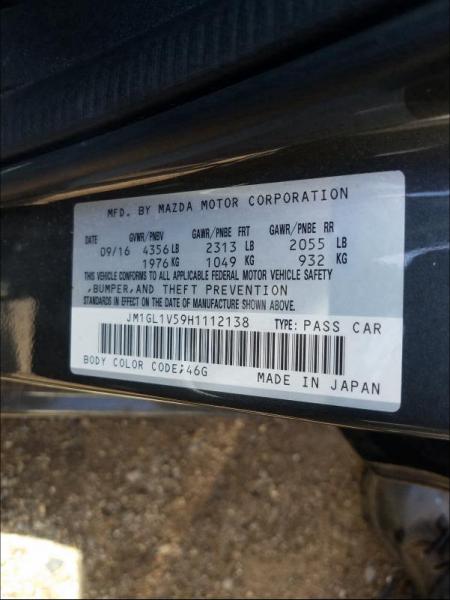 MFD. BY MAZDA MOTOR CORPORATION
DATE GVWR/PNBV GAWR/PNBE FRT GAWR/PNBE RR
09/16 4356 LB 2313 LB 2055 LB
1976 KG 1049 KG 932 KG
THIS VEHICLE CONFORMS TO ALL APPLICABLE FEDERAL MOTOR VEHICLE SAFETY
,BUMPER,AND THEFT PREVENTION
STANDARDS IN EFFECT ON THE DATE OF MANUFACTURE SHOWN ABOVE.
JM1GL1V59H1112138 TYPE: PASS CAR
BODY COLOR CODE:46G MADE IN JAPAN